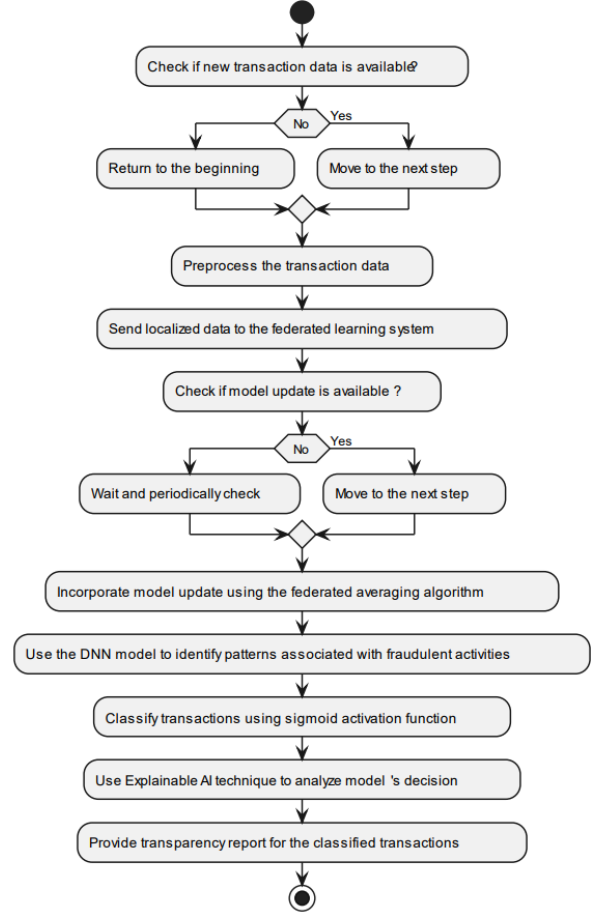 Check if new transaction data is available?
No
Yes
Return to the beginning
Move to the next step
Preprocess the transaction data
Send localized data to the federated learning system
Check if model update is available ?
No
Yes
Wait and periodically check
Move to the next step
Incorporate model update using the federated averaging algorithm
Use the DNN model to identify patterns associated with fraudulent activities
Classify transactions using sigmoid activation function
Use Explainable AI technique to analyze model 's decision
Provide transparency report for the classified transactions